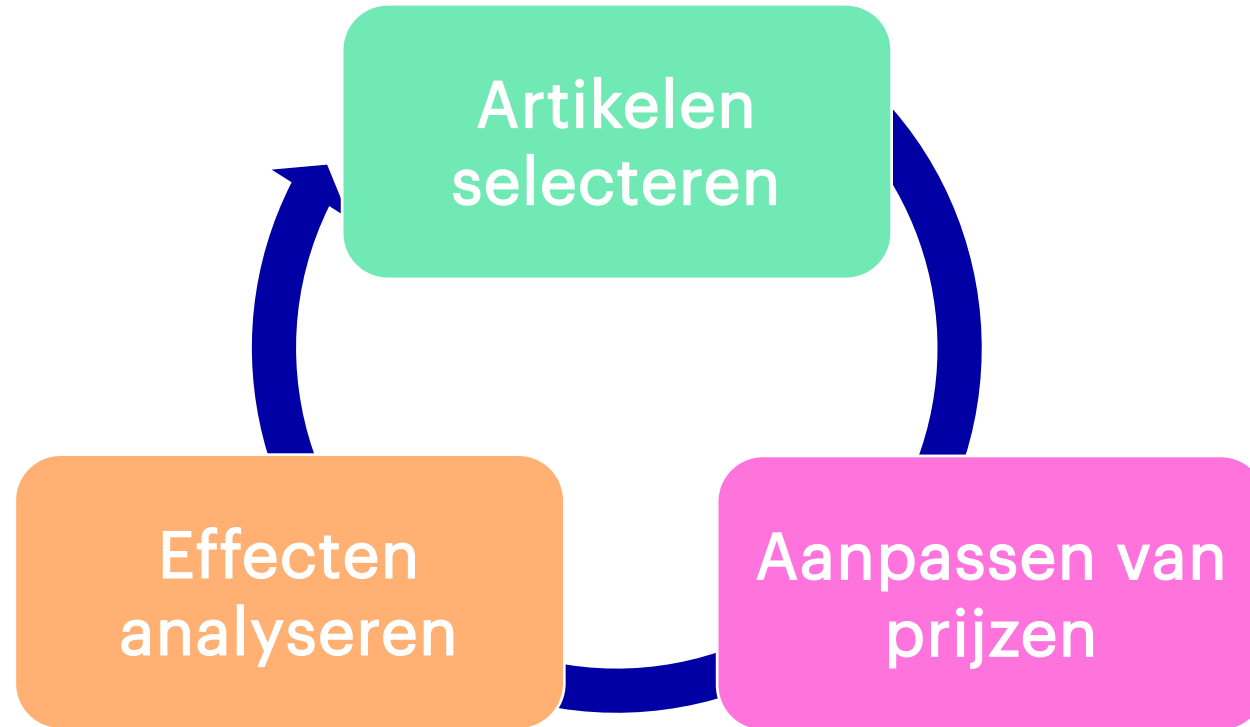 Artikelen
selecteren
Effecten
analyseren
Aanpassen van
prijzen